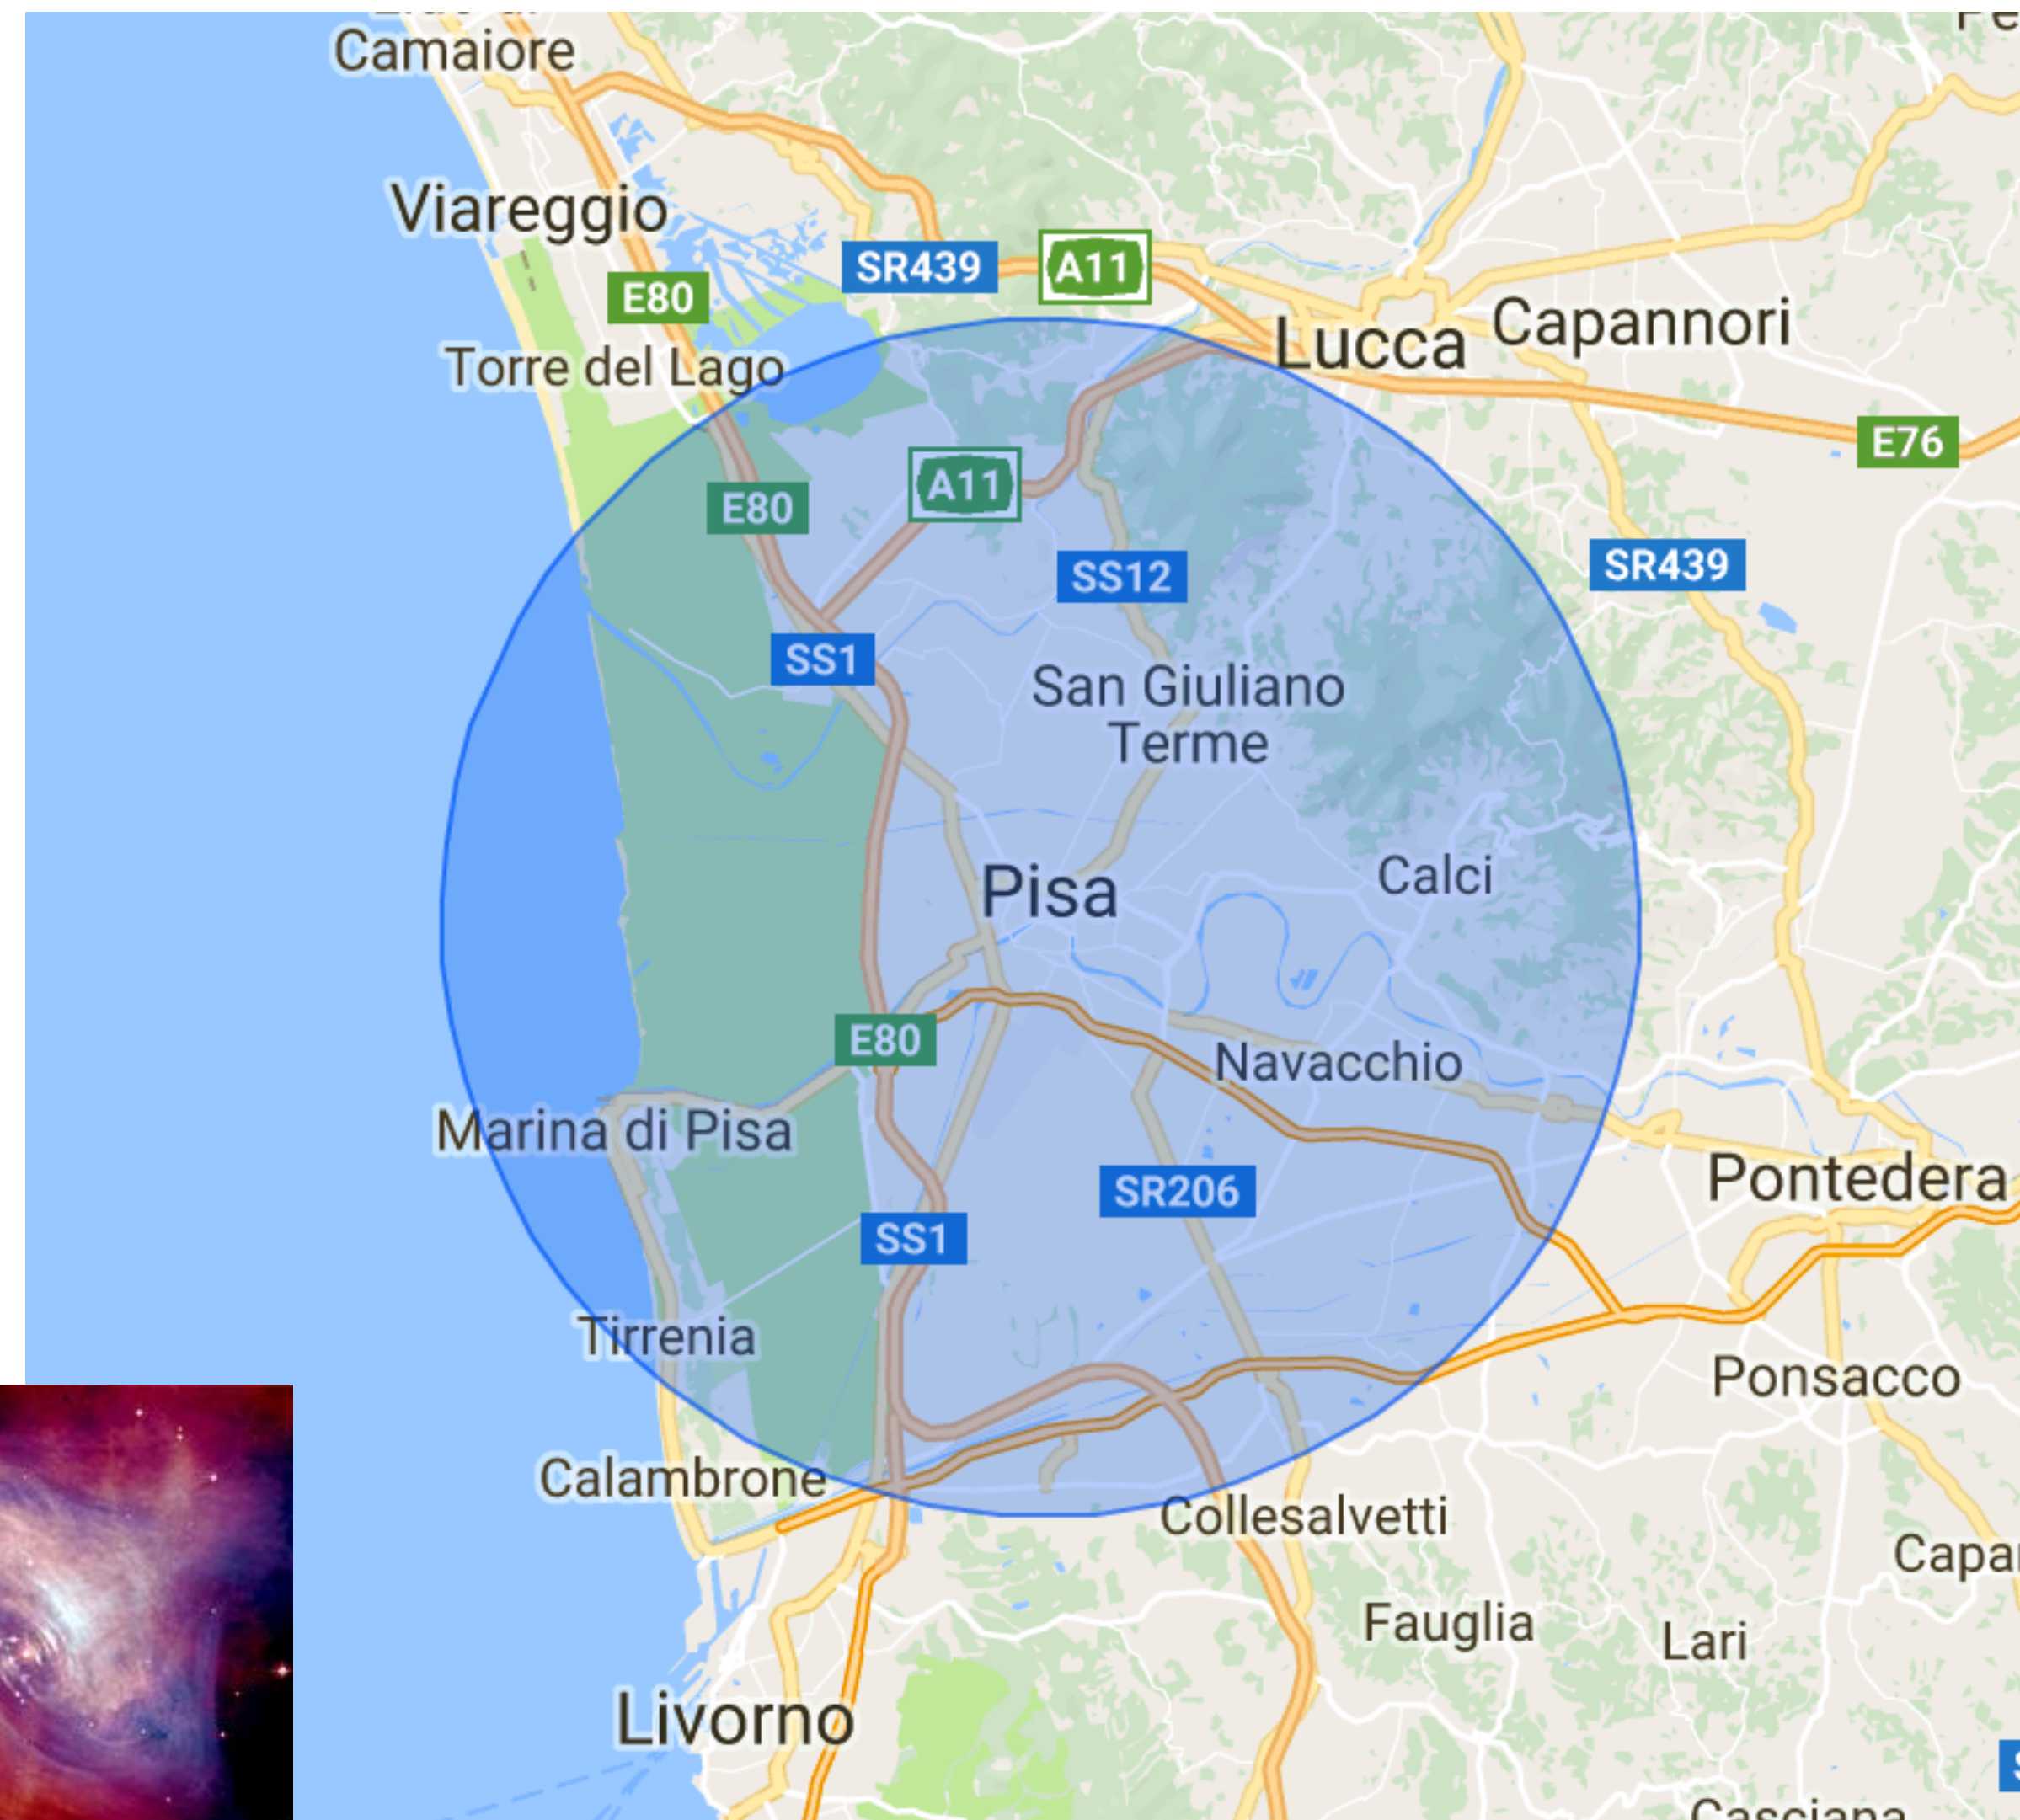 Camaiore
Viareggio
SR439
A11
E80
Lucca
Capannori
Torre del Lago
E76
A11
E80
SS12
SR439
SS1
San Giuliano
Terme
Pisa
Calci
E80
Navacchio
Marina di Pisa
Pontedera
SR206
SS1
Tirrenia
Ponsacco
Calambrone
Collesalvetti
Fauglia
Lari
Livorno